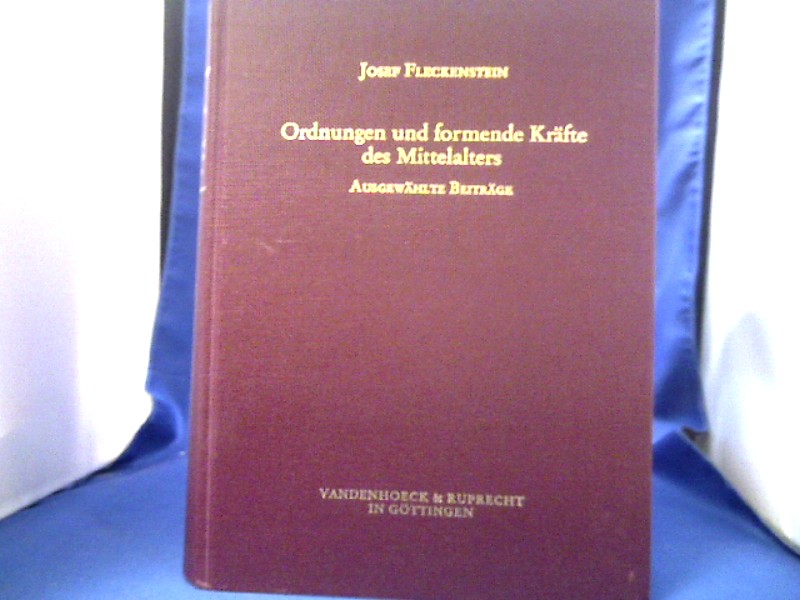 JOSEF FLECKENSTEIN
Ordnungen und formende Kräfte
des Mittelalters
AUSGEWÄHLTE BEITRÄGE
VANDENHOECK & RUPRECHT
IN GÖTTINGEN